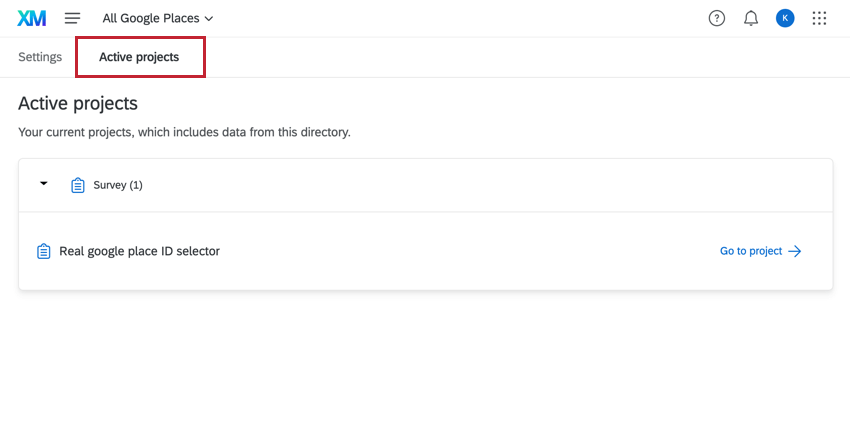 XM All Google Places K
Settings Active projects
Active projects
Your current projects, which includes data from this directory.
Survey (1)
Real google place ID selector Go to project